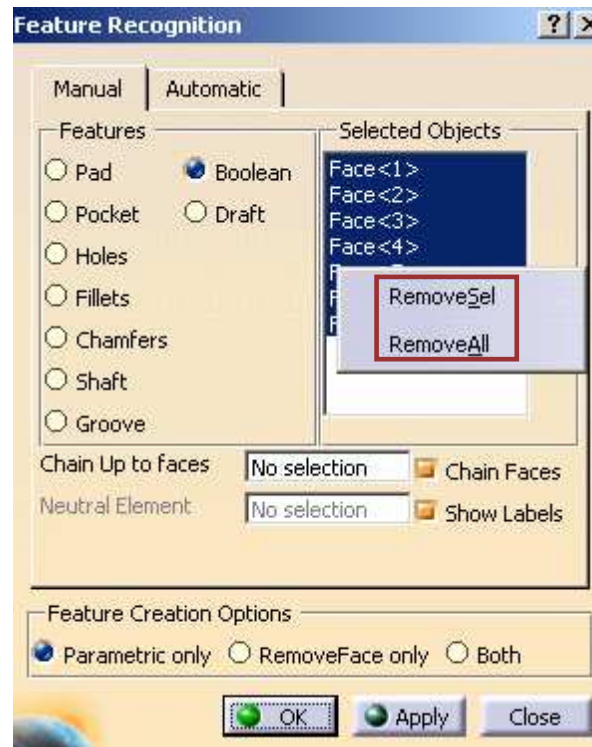 Feature Recognition
Manual Automatic
Features
Selected Objects
Pad Boolean
Pocket Draft
Holes
Fillets
Chamfers
Shaft
Groove
Face<1>
Face<2>
Face<3>
Face<4>
RemoveSel
RemoveAll
Chain Up to faces No selection Chain Faces
Neutral Element No selection Show Labels
Feature Creation Options
Parametric only RemoveFace only Both
OK Apply Close